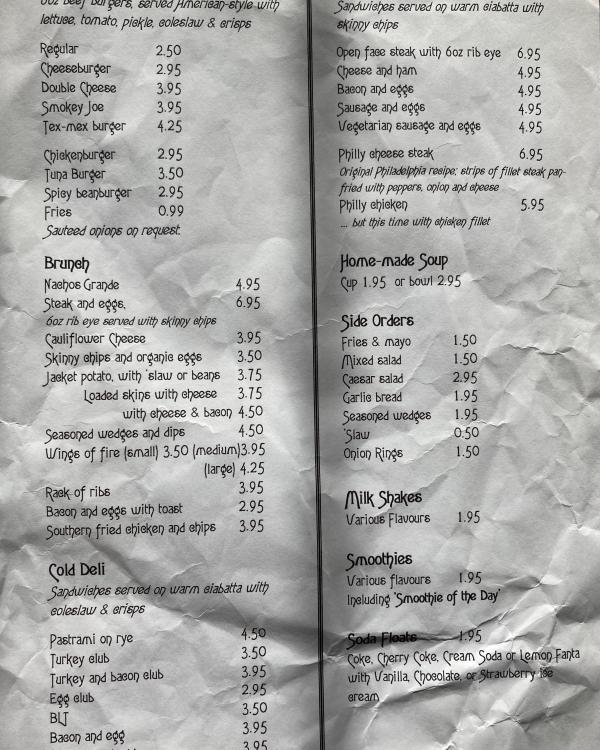 6oz beef burgers, served American-style with
lettuce, tomato, pickle, coleslaw & crisps
Regular 2.50
Cheeseburger 2.95
Double Cheese 3.95
Smokey Joe 3.95
Tex-mex burger 4.25
Chickenburger 2.95
Tuna Burger 3.50
Spicy beanburger 2.95
Fries 0.99
Sauteed onions on request.
Brunch
Nachos Grande 4.95
Steak and eggs, 6.95
6oz rib eye served with skinny chips
Cauliflower Cheese 3.95
Skinny chips and organic eggs 3.50
Jacket potato, with 'slaw or beans 3.75
Loaded skins with cheese 3.75
with cheese & bacon 4.50
Seasoned wedges and dips 4.50
Wings of fire (small) 3.50 (medium)3.95
(large) 4.25
Rack of ribs 3.95
Bacon and eggs with toast 2.95
Southern fried chicken and chips 3.95
Cold Deli
Sandwiches served on warm ciabatta with
coleslaw & crisps
Pastrami on rye 4.50
Turkey club 3.50
Turkey and bacon club 3.95
Egg club 2.95
BLT 3.50
Bacon and egg 3.95
3.95
Sandwiches served on warm ciabatta with
skinny chips
Open face steak with 6oz rib eye 6.95
Cheese and ham 4.95
Bacon and eggs 4.95
Sausage and eggs 4.95
Vegetarian sausage and eggs 4.95
Philly cheese steak 6.95
Original Philadelphia recipe; strips of fillet steak pan-
fried with peppers, onion and cheese
Philly chicken 5.95
... but this time with chicken fillet
Home-made Soup
Cup 1.95 or bowl 2.95
Side Orders
Fries & mayo 1.50
Mixed salad 1.50
Caesar salad 2.95
Garlic bread 1.95
Seasoned wedges 1.95
'Slaw 0.50
Onion Rings 1.50
Milk Shakes
Various Flavours 1.95
Smoothies
Various flavours 1.95
Including 'Smoothie of the Day'
Soda Floats 1.95
Coke, Cherry Coke, Cream Soda or Lemon Fanta
with Vanilla, Chocolate, or Strawberry ice
cream